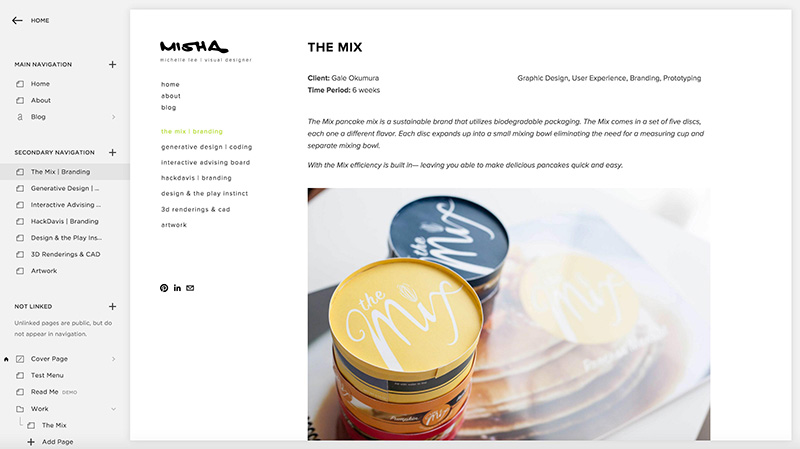 HOME
MAIN NAVIGATION
Home
About
Blog
SECONDARY NAVIGATION
The Mix | Branding
Generative Design | ...
Interactive Advising ...
HackDavis | Branding
Design & the Play Ins...
3D Renderings & CAD
Artwork
NOT LINKED
Unlinked pages are public, but do
not appear in navigation.
Cover Page
Test Menu
Read Me DEMO
Work
The Mix
Add Page
MISHA
michelle lee | visual designer
home
about
blog
the mix | branding
generative design | coding
interactive advising board
hackdavis | branding
design & the play instinct
3d renderings & cad
artwork
THE MIX
Client: Gale Okumura
Time Period: 6 weeks
Graphic Design, User Experience, Branding, Prototyping
The Mix pancake mix is a sustainable brand that utilizes biodegradable packaging. The Mix comes in a set of five discs,
each one a different flavor. Each disc expands up into a small mixing bowl eliminating the need for a measuring cup and
separate mixing bowl.
With the Mix efficiency is built in— leaving you able to make delicious pancakes quick and easy.
the
Mix
the
Mix
Pumpkin
Mix